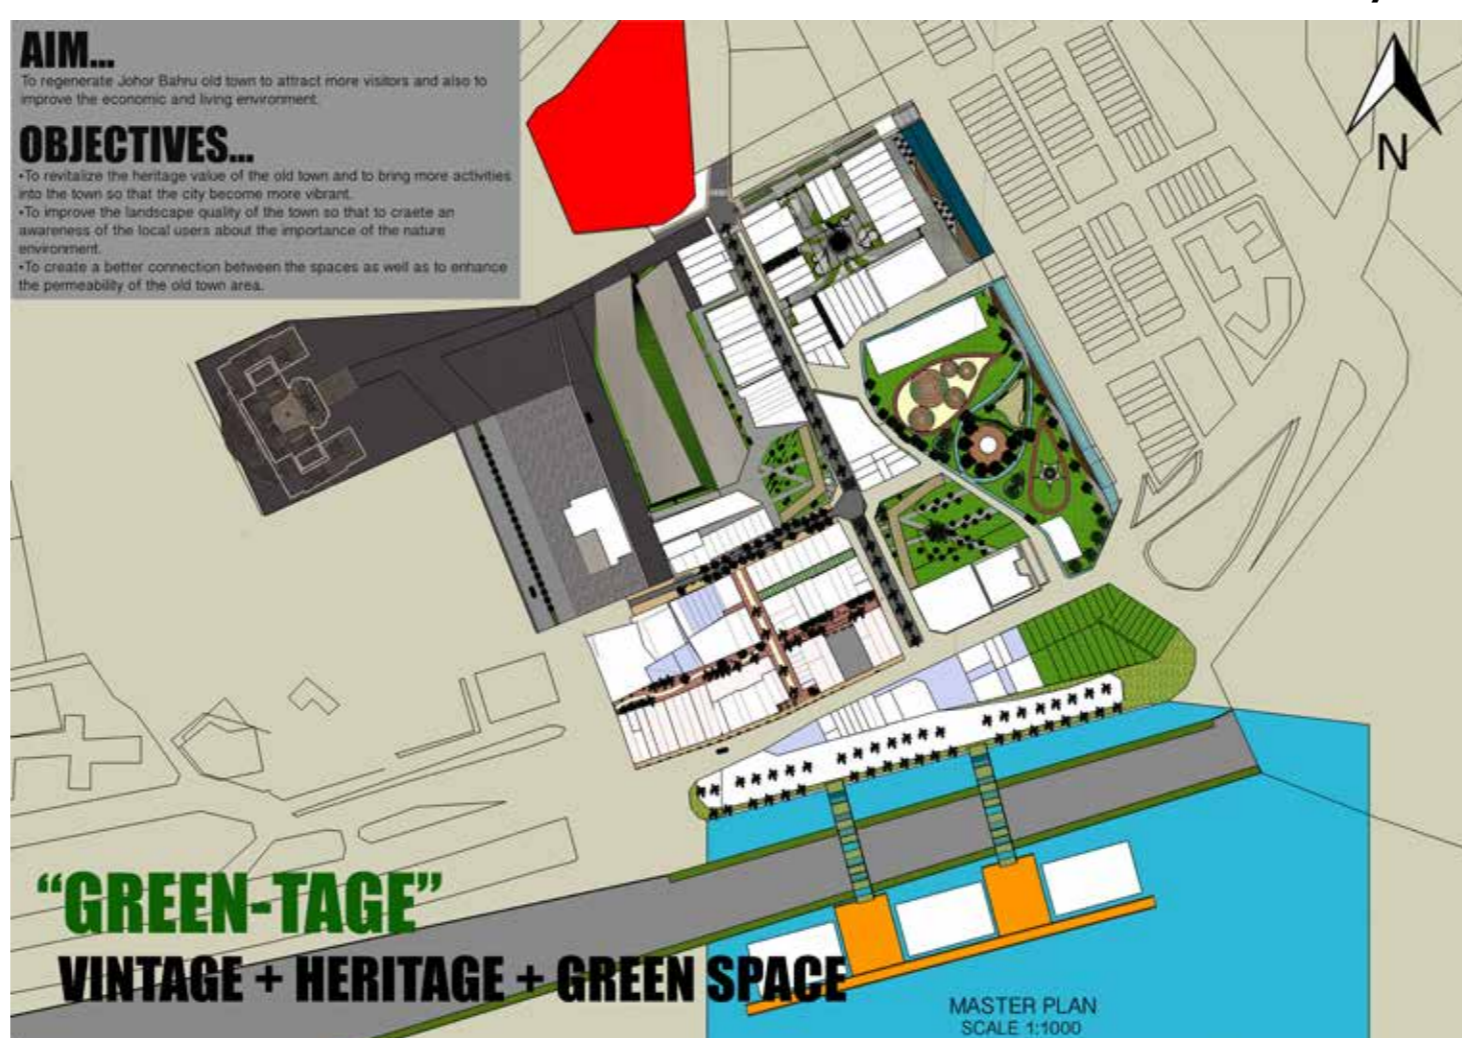 AIM...
To regenerate Johor Bahru old town to attract more visitors and also to
improve the economic and living environment.
OBJECTIVES...
•To revitalize the heritage value of the old town and to bring more activities
into the town so that the city become more vibrant.
•To improve the landscape quality of the town so that to craete an
awareness of the local users about the importance of the nature
environment.
•To create a better connection between the spaces as well as to enhance
the permeability of the old town area.
N
“GREEN-TAGE”
VINTAGE + HERITAGE + GREEN SPACE
MASTER PLAN
SCALE 1:1000